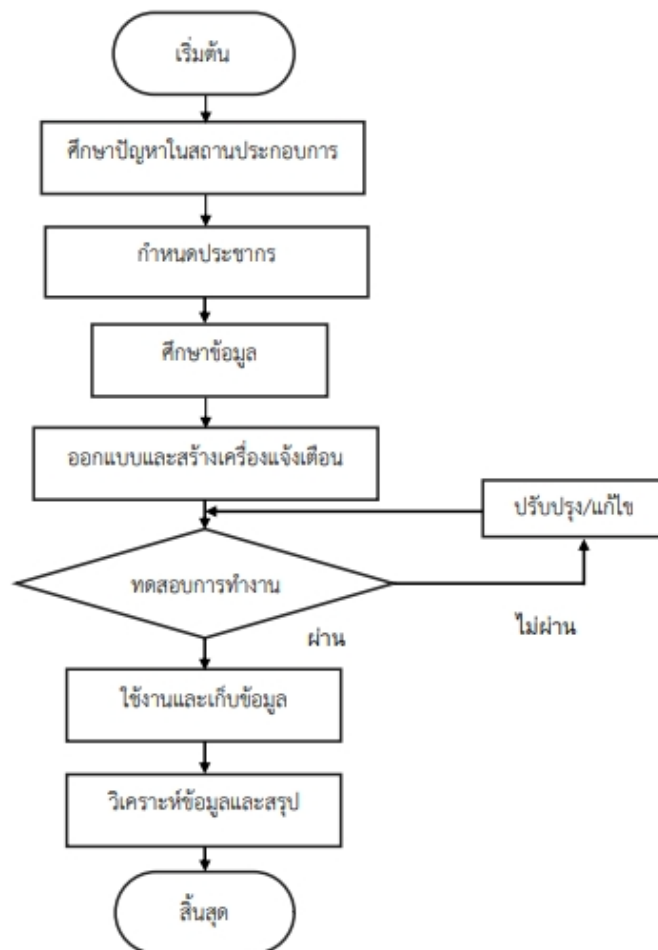 เริ่มต้น
ศึกษาปัญหาในสถานประกอบการ
กำหนดประชากร
ศึกษาข้อมูล
ออกแบบและสร้างเครื่องแจ้งเตือน
ปรับปรุง/แก้ไข
ทดสอบการทำงาน
ไม่ผ่าน
ผ่าน
ใช้งานและเก็บข้อมูล
วิเคราะห์ข้อมูลและสรุป
สิ้นสุด